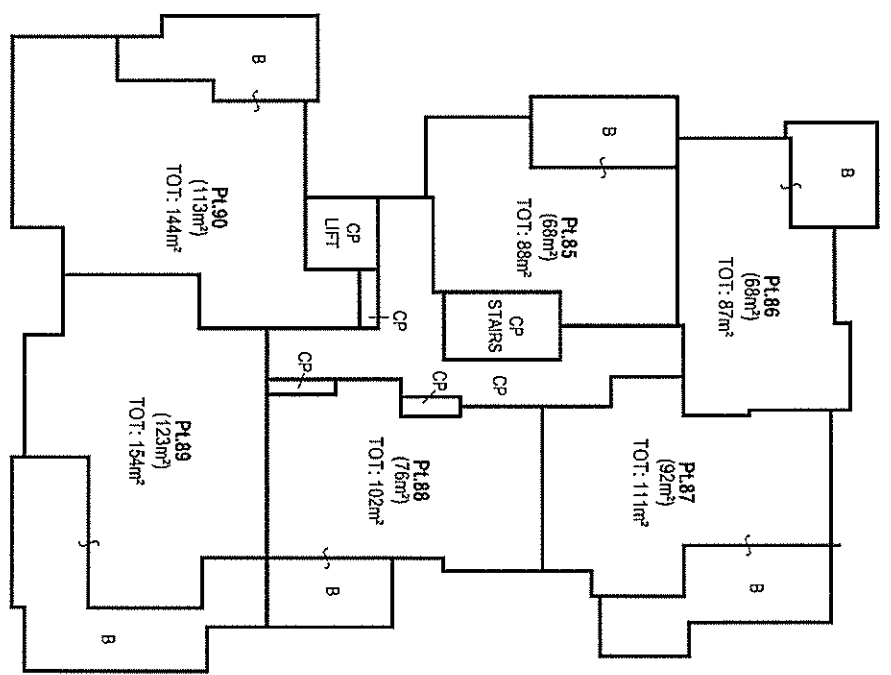 B
Pt.90
(113m²)
TOT: 144m²
CP
LIFT
CP
B
Pt.85
(68m²)
TOT: 88m²
CP
STAIRS
B
Pt.86
(68m²)
TOT: 87m²
CP
CP
CP
Pt.89
(123m²)
TOT: 154m²
B
Pt.88
(76m²)
TOT: 102m²
B
Pt.87
(92m²)
TOT: 111m²
B